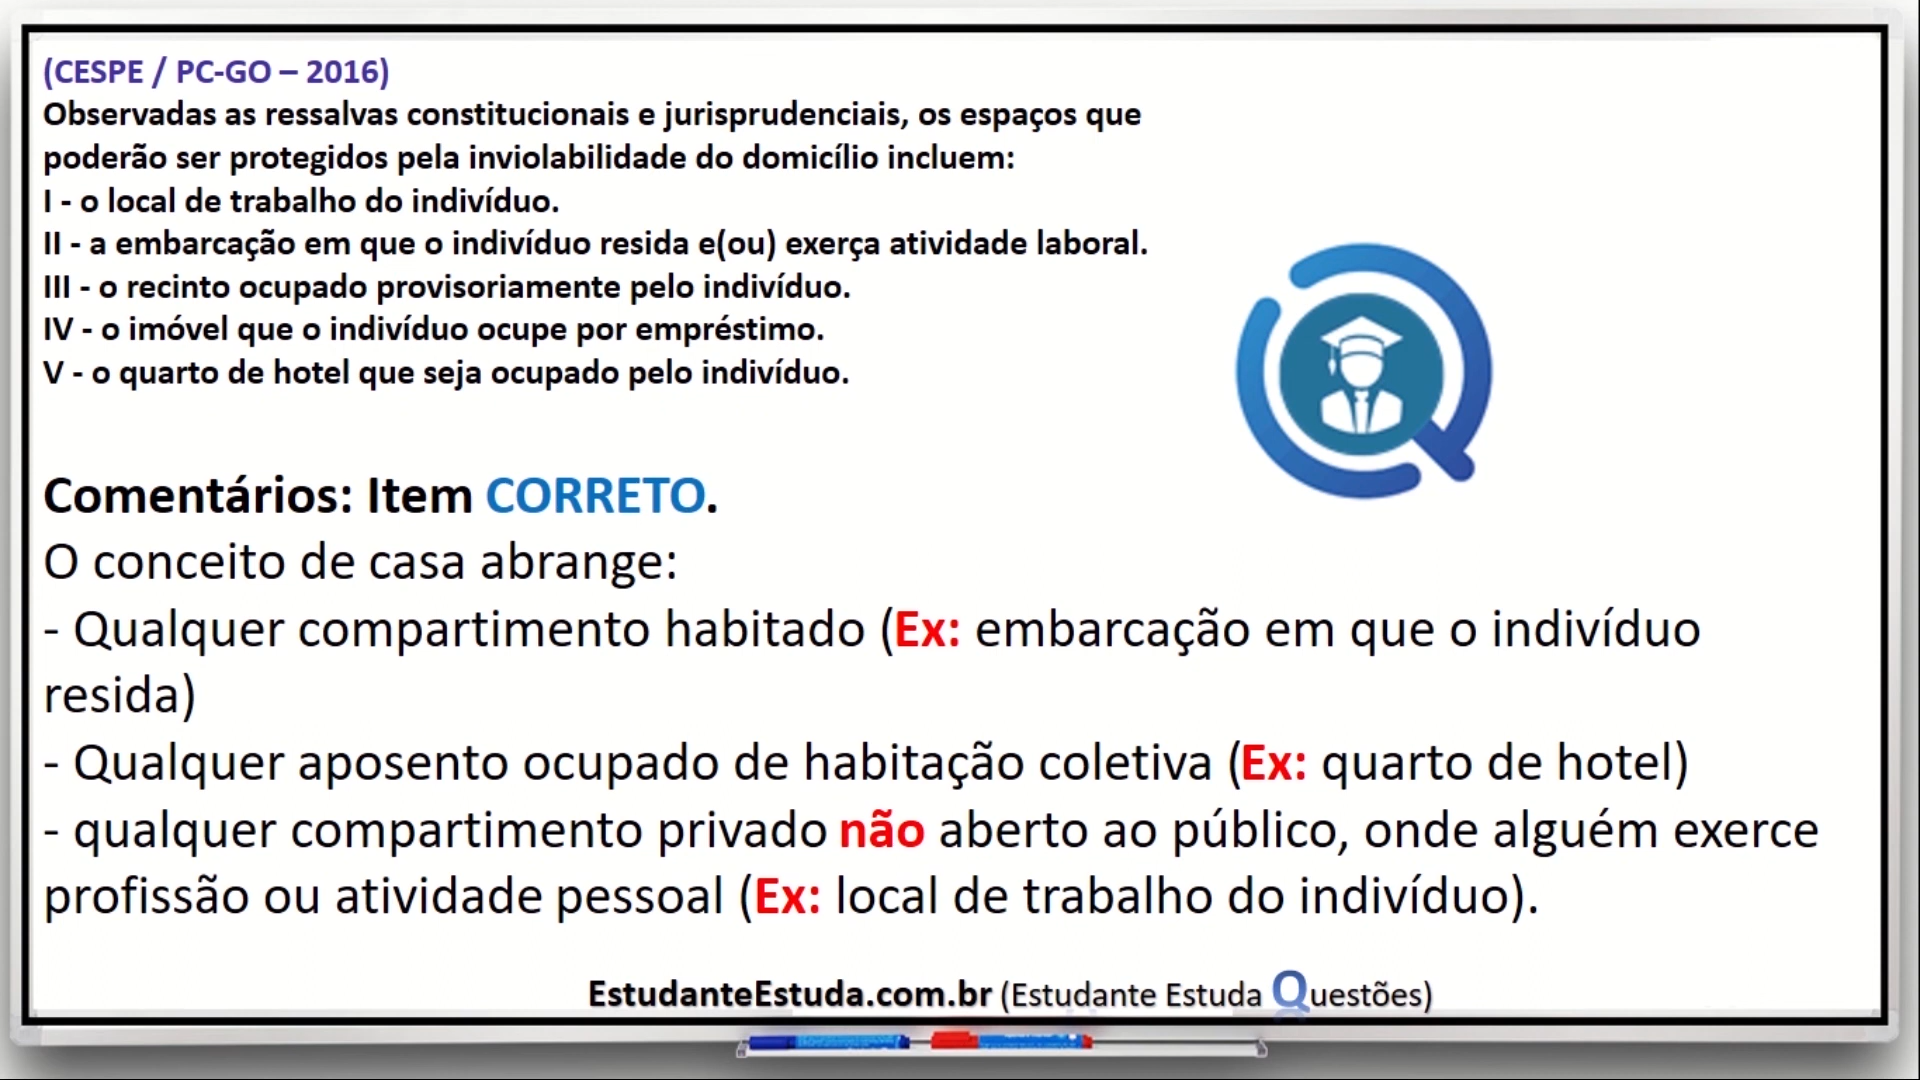 (CESPE / PC-GO – 2016)
Observadas as ressalvas constitucionais e jurisprudenciais, os espaços que
poderão ser protegidos pela inviolabilidade do domicílio incluem:
I - o local de trabalho do indivíduo.
II - a embarcação em que o indivíduo resida e(ou) exerça atividade laboral.
III - o recinto ocupado provisoriamente pelo indivíduo.
IV - o imóvel que o indivíduo ocupe por empréstimo.
V - o quarto de hotel que seja ocupado pelo indivíduo.
Comentários: Item CORRETO.
O conceito de casa abrange:
- Qualquer compartimento habitado (Ex: embarcação em que o indivíduo
resida)
- Qualquer aposento ocupado de habitação coletiva (Ex: quarto de hotel)
- qualquer compartimento privado não aberto ao público, onde alguém exerce
profissão ou atividade pessoal (Ex: local de trabalho do indivíduo).
EstudanteEstuda.com.br (Estudante Estuda Questões)